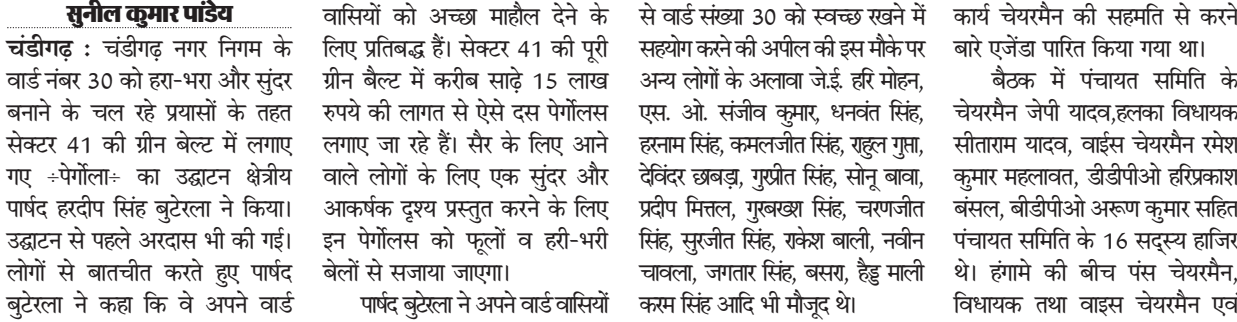 सुनील कुमार पांडेय
चंडीगढ़ : चंडीगढ़ नगर निगम के
वार्ड नंबर 30 को हरा-भरा और सुंदर
बनाने के चल रहे प्रयासों के तहत
सेक्टर 41 की ग्रीन बेल्ट में लगाए
गए ÷पेर्गोला÷ का उद्घाटन क्षेत्रीय
पार्षद हरदीप सिंह बुटेरला ने किया।
उद्घाटन से पहले अरदास भी की गई।
लोगों से बातचीत करते हुए पार्षद
बुटेरला ने कहा कि वे अपने वार्ड
वासियों को अच्छा माहौल देने के
लिए प्रतिबद्ध हैं। सेक्टर 41 की पूरी
ग्रीन बैल्ट में करीब साढ़े 15 लाख
रुपये की लागत से ऐसे दस पेर्गोलस
लगाए जा रहे हैं। सैर के लिए आने
वाले लोगों के लिए एक सुंदर और
आकर्षक दृश्य प्रस्तुत करने के लिए
इन पेर्गोलस को फूलों व हरी-भरी
बेलों से सजाया जाएगा।
पार्षद बुटेरला ने अपने वार्ड वासियों
से वार्ड संख्या 30 को स्वच्छ रखने में
सहयोग करने की अपील की इस मौके पर
अन्य लोगों के अलावा जे.ई. हरि मोहन,
एस. ओ. संजीव कुमार, धनवंत सिंह,
हरनाम सिंह, कमलजीत सिंह, राहुल गुप्ता,
देविंदर छाबड़ा, गुरप्रीत सिंह, सोनू बावा,
प्रदीप मित्तल, गुरबख्श सिंह, चरणजीत
सिंह, सुरजीत सिंह, राकेश बाली, नवीन
चावला, जगतार सिंह, बसरा, हैड्ड माली
करम सिंह आदि भी मौजूद थे।
कार्य चेयरमैन की सहमति से करने
बारे एजेंडा पारित किया गया था।
बैठक में पंचायत समिति के
चेयरमैन जेपी यादव,हलका विधायक
सीताराम यादव, वाईस चेयरमैन रमेश
कुमार महलावत, डीडीपीओ हरिप्रकाश
बंसल, बीडीपीओ अरूण कुमार सहित
पंचायत समिति के 16 सद्स्य हाजिर
थे। हंगामे की बीच पंस चेयरमैन,
विधायक तथा वाइस चेयरमैन एवं